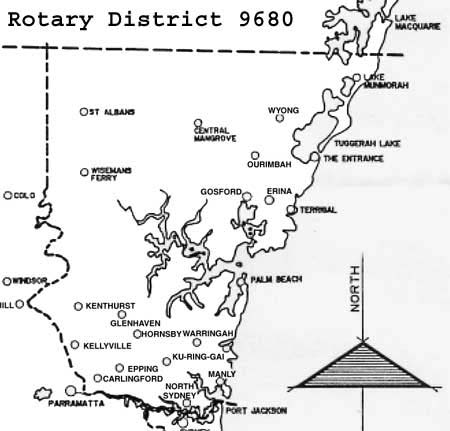 Rotary District 9680
LAKE
MACQUARIE
LAKE
MUNMORAH
ST ALBANS
WYONG
CENTRAL
MANGROVE
TUGGERAH LAKE
THE ENTRANCE
OURIMBAH
WISEMANS
FERRY
COLO
GOSFORD
ERINA
TERRIGAL
WINDSOR
PALM BEACH
NORTH
HILL
KENTHURST
GLENHAVEN
HORNSBY
WARRINGAH
KELLYVILLE
KU-RING-GAI
EPPING
CARLINGFORD
MANLY
NORTH
SYDNEY
PARRAMATTA
PORT JACKSON